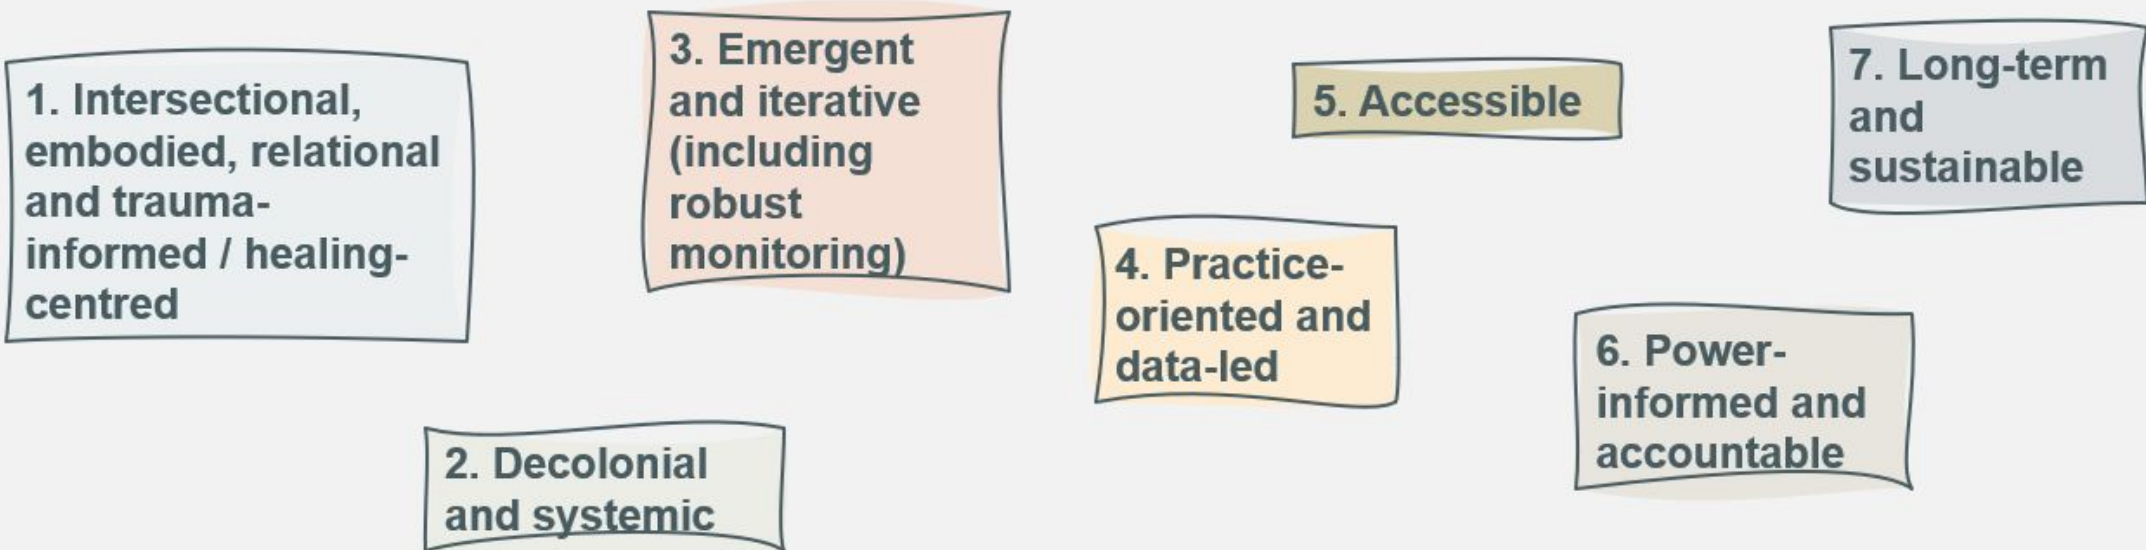 1. Intersectional,
embodied, relational
and trauma-
informed / healing-
centred
2. Decolonial
and systemic
3. Emergent
and iterative
(including
robust
monitoring)
4. Practice-
oriented and
data-led
5. Accessible
6. Power-
informed and
accountable
7. Long-term
and
sustainable